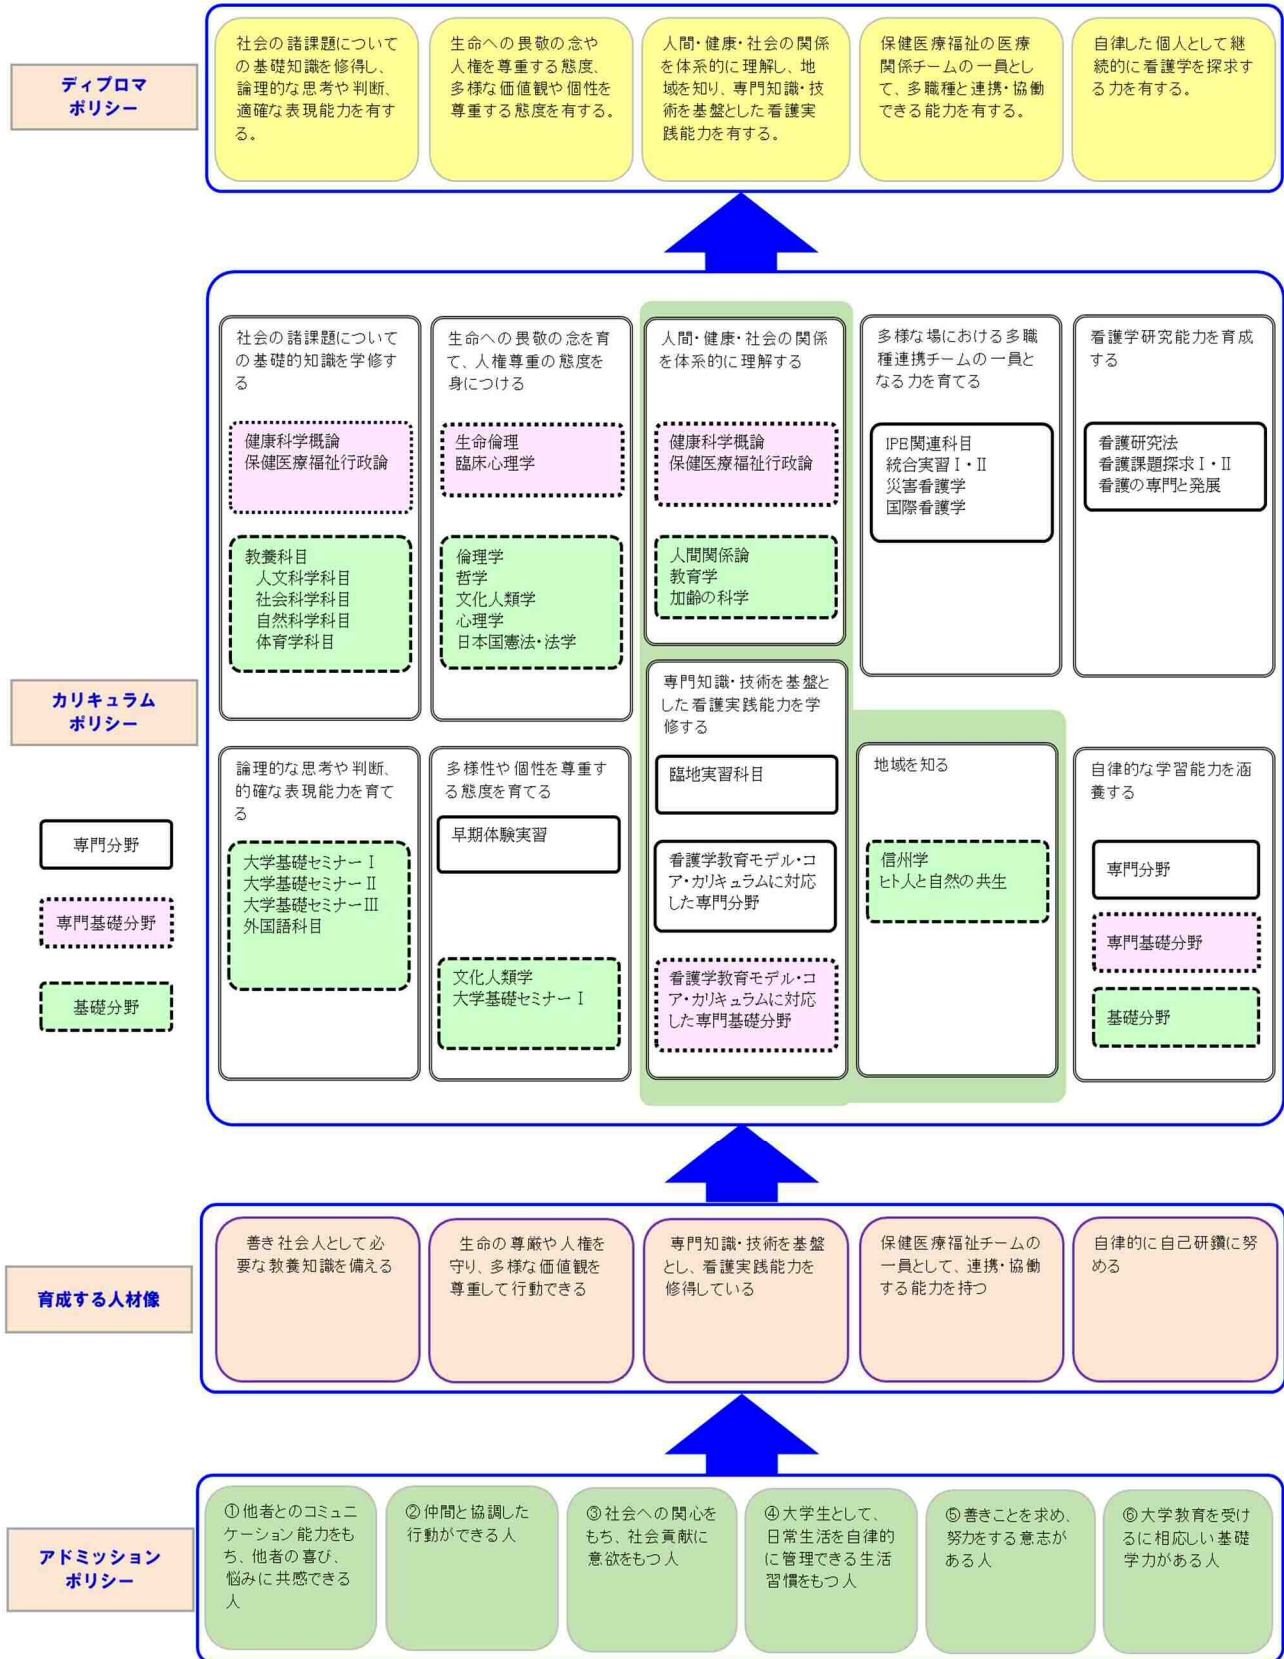 ディプロマ
ポリシー
社会の諸課題について
の基礎知識を修得し、
論理的な思考や判断、
適確な表現能力を有す
る。
生命への畏敬の念や
人権を尊重する態度、
多様な価値観や個性を
尊重する態度を有する。
人間・健康・社会の関係
を体系的に理解し、地
域を知り、専門知識・技
術を基盤とした看護実
践能力を有する。
保健医療福祉の医療
関係チームの一員とし
て、多職種と連携・協働
できる能力を有する。
自律した個人として継
続的に看護学を探求す
る力を有する。
カリキュラム
ポリシー
専門分野
専門基礎分野
基礎分野
社会の諸課題について
の基礎的知識を学修す
る
健康科学概論
保健医療福祉行政論
教養科目
人文科学科目
社会科学科目
自然科学科目
体育学科目
生命への畏敬の念を育
て、人権尊重の態度を
身につける
生命倫理
臨床心理学
倫理学
哲学
文化人類学
心理学
日本国憲法・法学
人間・健康・社会の関係
を体系的に理解する
健康科学概論
保健医療福祉行政論
人間関係論
教育学
加齢の科学
多様な場における多職
種連携チームの一員と
なる力を育てる
IPE関連科目
統合実習Ⅰ・Ⅱ
災害看護学
国際看護学
看護学研究能力を育成
する
看護研究法
看護課題探求Ⅰ・Ⅱ
看護の専門と発展
論理的な思考や判断、
的確な表現能力を育て
る
大学基礎セミナーⅠ
大学基礎セミナーⅡ
大学基礎セミナーⅢ
外国語科目
多様性や個性を尊重す
る態度を育てる
早期体験実習
文化人類学
大学基礎セミナーⅠ
専門知識・技術を基盤と
した看護実践能力を学
修する
臨地実習科目
看護学教育モデル・コ
ア・カリキュラムに対応
した専門分野
看護学教育モデル・コ
ア・カリキュラムに対応
した専門基礎分野
地域を知る
信州学
ヒト人と自然の共生
自律的な学習能力を涵
養する
専門分野
専門基礎分野
基礎分野
育成する人材像
善き社会人として必
要な教養知識を備える
生命の尊厳や人権を
守り、多様な価値観を
尊重して行動できる
専門知識・技術を基盤
とし、看護実践能力を
修得している
保健医療福祉チームの
一員として、連携・協働
する能力を持つ
自律的に自己研鑽に努
める
アドミッション
ポリシー
①他者とのコミュニ
ケーション能力をも
ち、他者の喜び、
悩みに共感できる
人
②仲間と協調した
行動ができる人
③社会への関心を
もち、社会貢献に
意欲をもつ人
④大学生として、
日常生活を自律的
に管理できる生活
習慣をもつ人
⑤善きことを求め、
努力をする意志が
ある人
⑥大学教育を受け
るに相応しい基礎
学力がある人